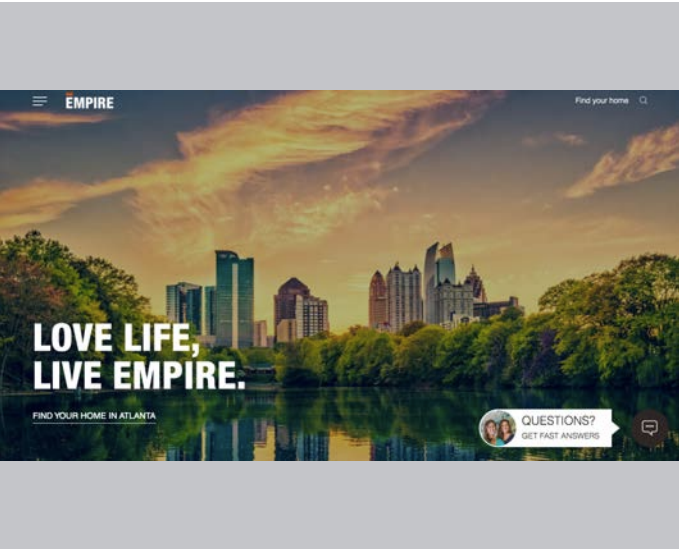 EMPIRE
Find your home
LOVE LIFE,
LIVE EMPIRE.
FIND YOUR HOME IN ATLANTA
QUESTIONS?
GET FAST ANSWERS